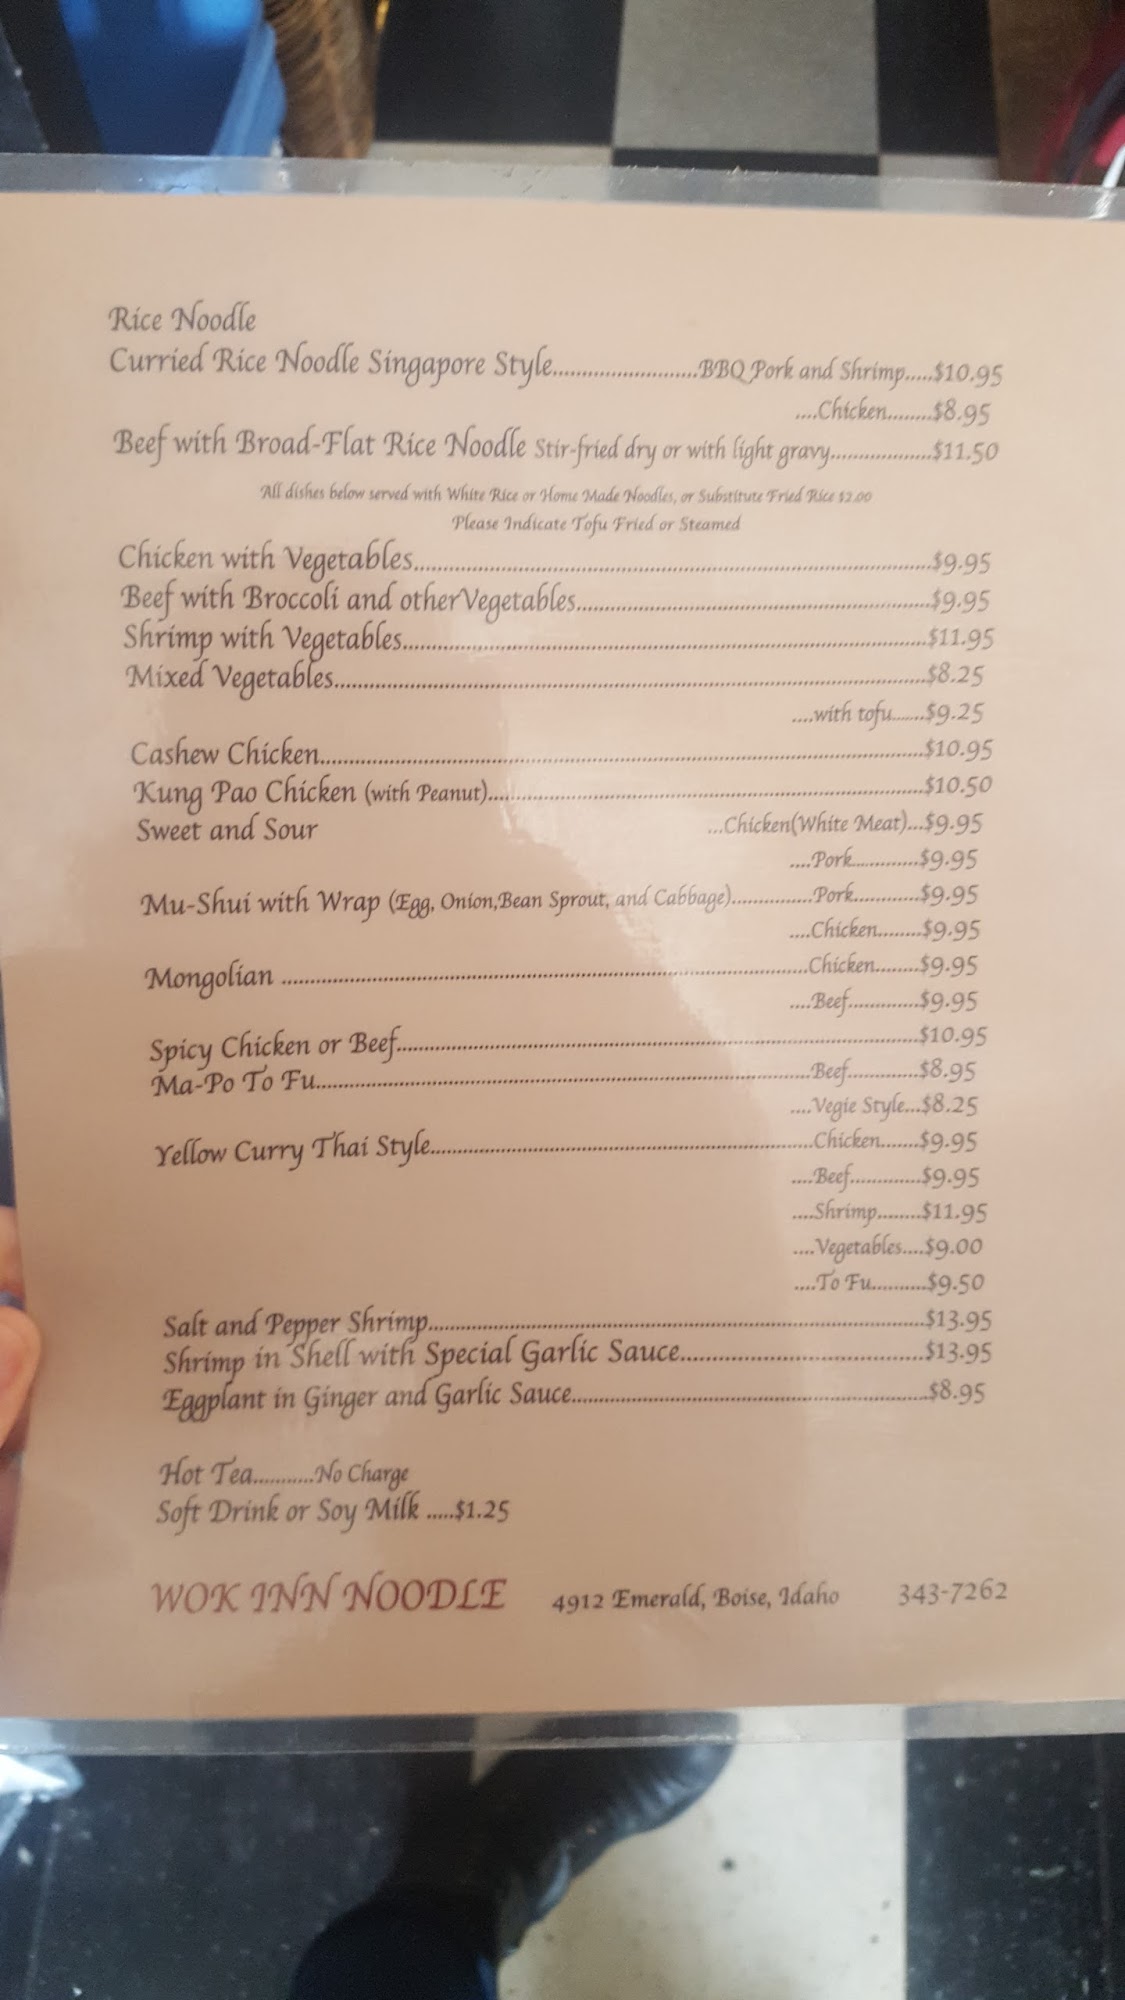 Rice Noodle
Curried Rice Noodle Singapore Style........................BBQ Pork and Shrimp.....$10.95
....Chicken........$8.95
Beef with Broad-Flat Rice Noodle Stir-fried dry or with light gravy.................$11.50
All dishes below served with White Rice or Home Made Noodles, or Substitute Fried Rice $2.00
Please Indicate Tofu Fried or Steamed
Chicken with Vegetables........................................$9.95
Beef with Broccoli and otherVegetables........................................$9.95
Shrimp with Vegetables........................................$11.95
Mixed Vegetables........................................$8.25
....with tofu.......$9.25
Cashew Chicken........................................$10.95
Kung Pao Chicken (with Peanut)........................................$10.50
Sweet and Sour ...Chicken(White Meat)...$9.95
....Pork.............$9.95
Mu-Shui with Wrap (Egg, Onion,Bean Sprout, and Cabbage)...............Pork.............$9.95
....Chicken........$9.95
Mongolian ........................................Chicken........$9.95
....Beef..............$9.95
Spicy Chicken or Beef........................................$10.95
Ma-Po To Fu........................................Beef..............$8.95
....Vegie Style...$8.25
Yellow Curry Thai Style........................................Chicken.......$9.95
....Beef..............$9.95
....Shrimp........$11.95
....Vegetables....$9.00
....To Fu...........$9.50
Salt and Pepper Shrimp........................................$13.95
Shrimp in Shell with Special Garlic Sauce........................................$13.95
Eggplant in Ginger and Garlic Sauce........................................$8.95
Hot Tea...........No Charge
Soft Drink or Soy Milk .....$1.25
WOK INN NOODLE 4912 Emerald, Boise, Idaho 343-7262